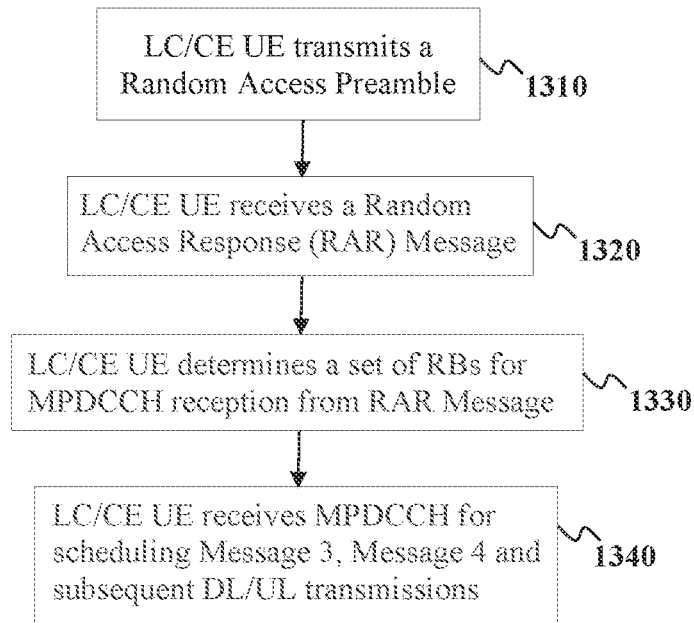 LC/CE UE transmits a
Random Access Preamble
1310
LC/CE UE receives a Random
Access Response (RAR) Message
1320
LC/CE UE determines a set of RBs for
MPDCCH reception from RAR Message
1330
LC/CE UE receives MPDCCH for
scheduling Message 3, Message 4 and
subsequent DL/UL transmissions
1340